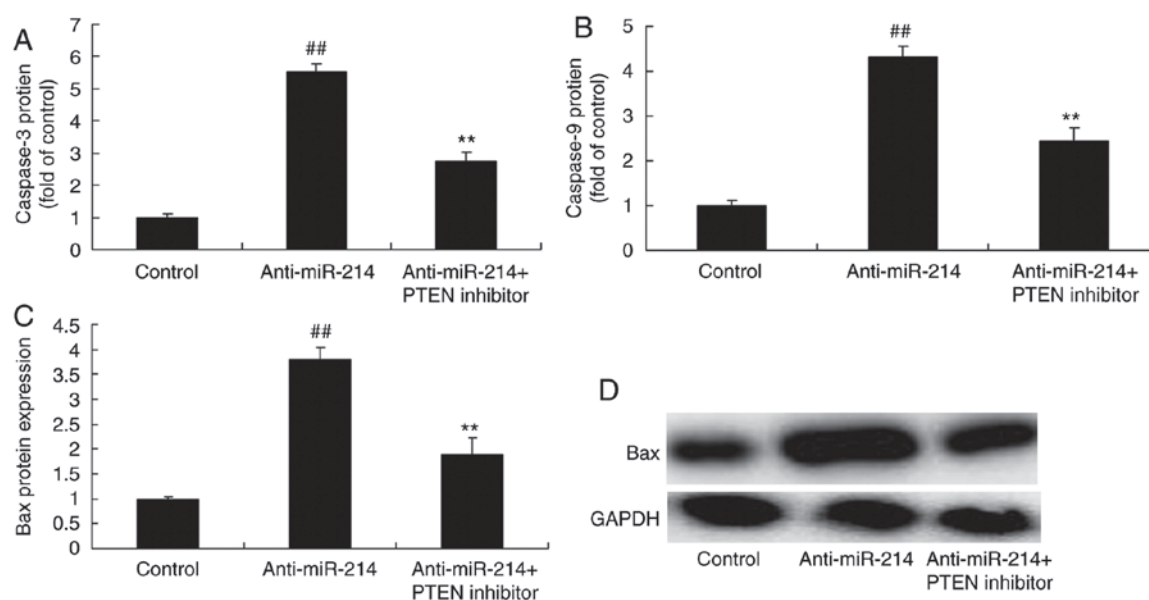 A
Caspase-3 protien
(fold of control)
7
6
5
4
3
2
1
0
##
**
Control
Anti-miR-214
Anti-miR-214+
PTEN inhibitor
B
Caspase-9 protien
(fold of control)
5
4
3
2
1
0
##
**
Control
Anti-miR-214
Anti-miR-214+
PTEN inhibitor
C
Bax protein expression
4.5
4
3.5
3
2.5
2
1.5
1
0.5
0
##
**
Control
Anti-miR-214
Anti-miR-214+
PTEN inhibitor
D
Bax
GAPDH
Control
Anti-miR-214
Anti-miR-214+
PTEN inhibitor